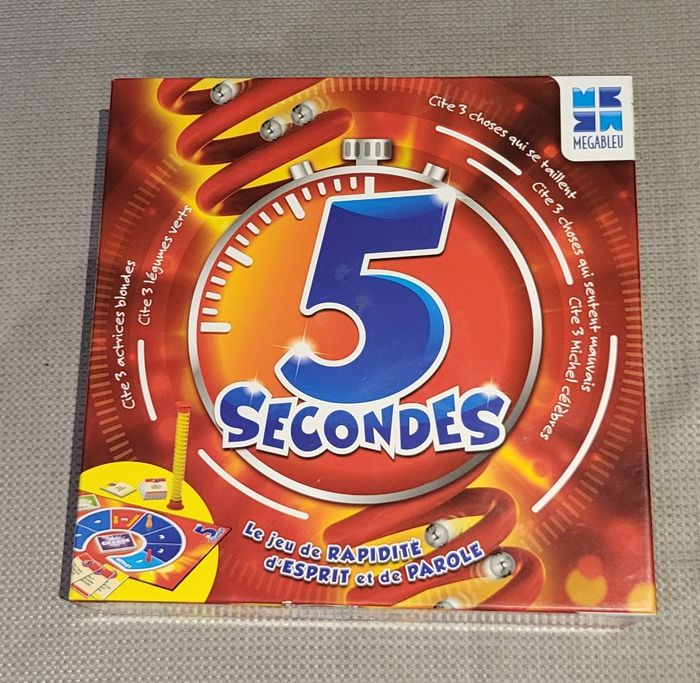 MEGABLEU
Cite 3 choses qui se taillent
Cite 3 choses qui sentent mauvais
Cite 3 Michel célèbres
Cite 3 légumes verts
Cite 3 actrices blondes
5
SECONDES
Le jeu de RAPIDITÉ
d'ESPRIT et de PAROLE
5